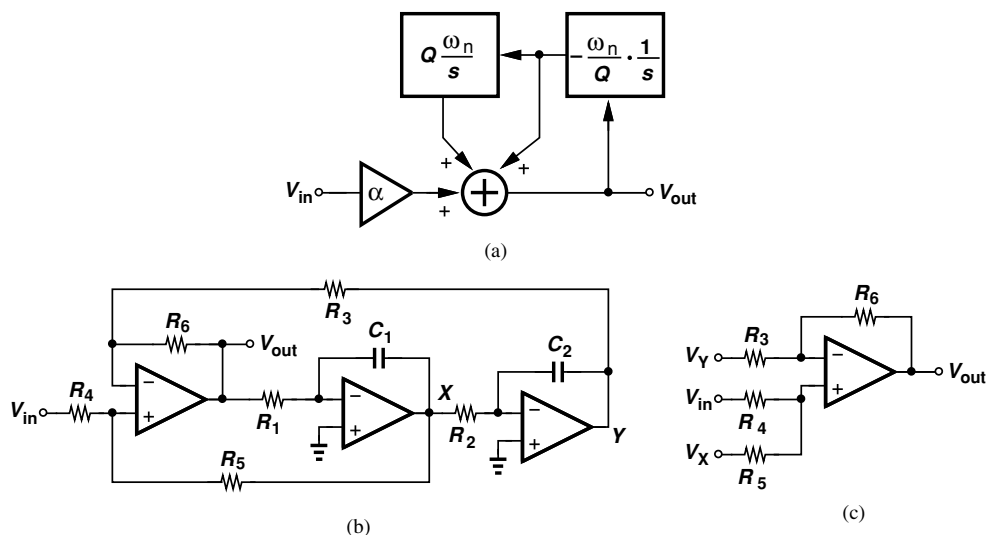 Q ωn/s
− ωn/Q · 1/s
+
+
Vin
α
+
+
Vout
(a)
R3
R6
Vout
C1
C2
R4
−
Vin
+
R1
−
+
X
R2
−
+
Y
R5
(b)
R6
VY
R3
−
Vin
R4
+
Vout
VX
R5
(c)